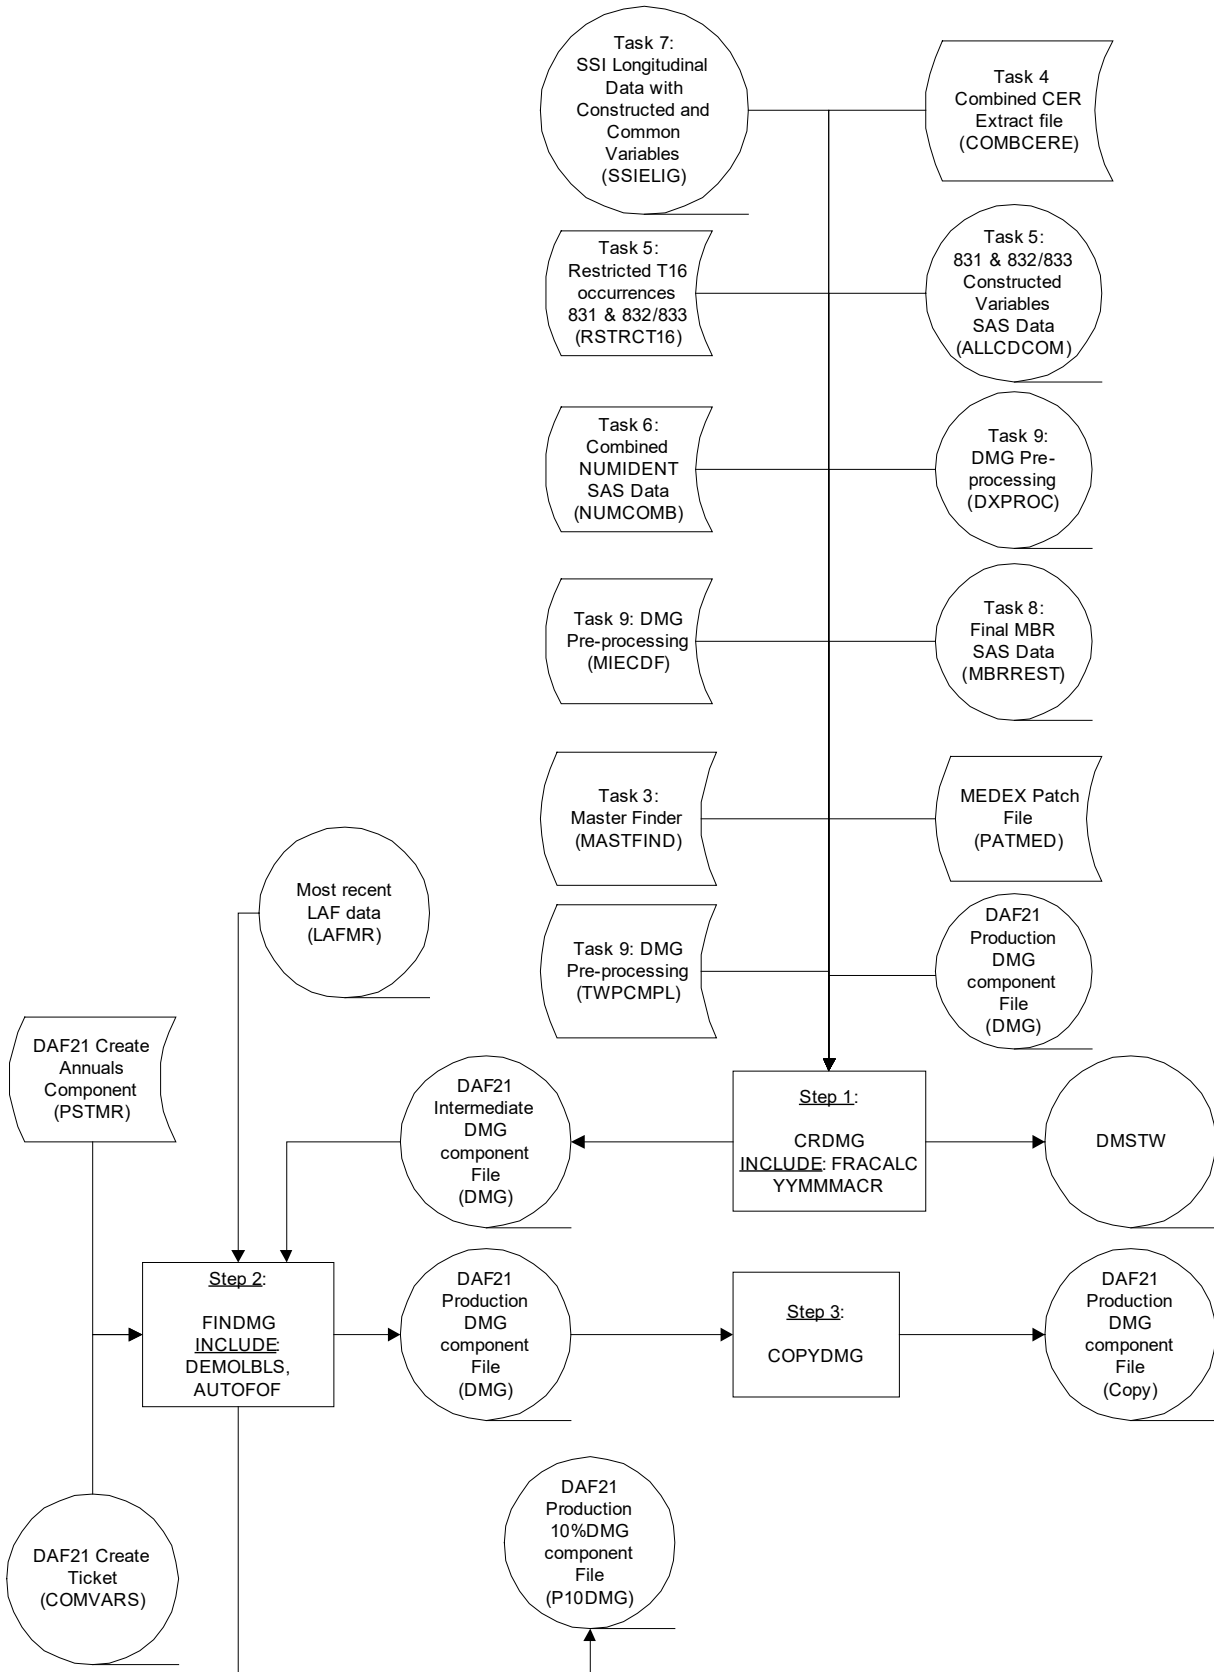 Task 7:
SSI Longitudinal
Data with
Constructed and
Common
Variables
(SSIELIG)
Task 4
Combined CER
Extract file
(COMBCERE)
Task 5:
Restricted T16
occurrences
831 & 832/833
(RSTRCT16)
Task 5:
831 & 832/833
Constructed
Variables
SAS Data
(ALLCDCOM)
Task 6:
Combined
NUMIDENT
SAS Data
(NUMCOMB)
Task 9:
DMG Pre-
processing
(DXPROC)
Task 9: DMG
Pre-processing
(MIECDF)
Task 8:
Final MBR
SAS Data
(MBRREST)
Task 3:
Master Finder
(MASTFIND)
MEDEX Patch
File
(PATMED)
Most recent
LAF data
(LAFMR)
Task 9: DMG
Pre-processing
(TWPCMPL)
DAF21
Production
DMG
component
File
(DMG)
DAF21 Create
Annuals
Component
(PSTMR)
DAF21
Intermediate
DMG
component
File
(DMG)
Step 1:
CRDMG
INCLUDE: FRACALC
YYMMMACR
DMSTW
Step 2:
FINDMG
INCLUDE:
DEMOLBLS,
AUTOFOF
DAF21
Production
DMG
component
File
(DMG)
Step 3:
COPYDMG
DAF21
Production
DMG
component
File
(Copy)
DAF21 Create
Ticket
(COMVARS)
DAF21
Production
10%DMG
component
File
(P10DMG)